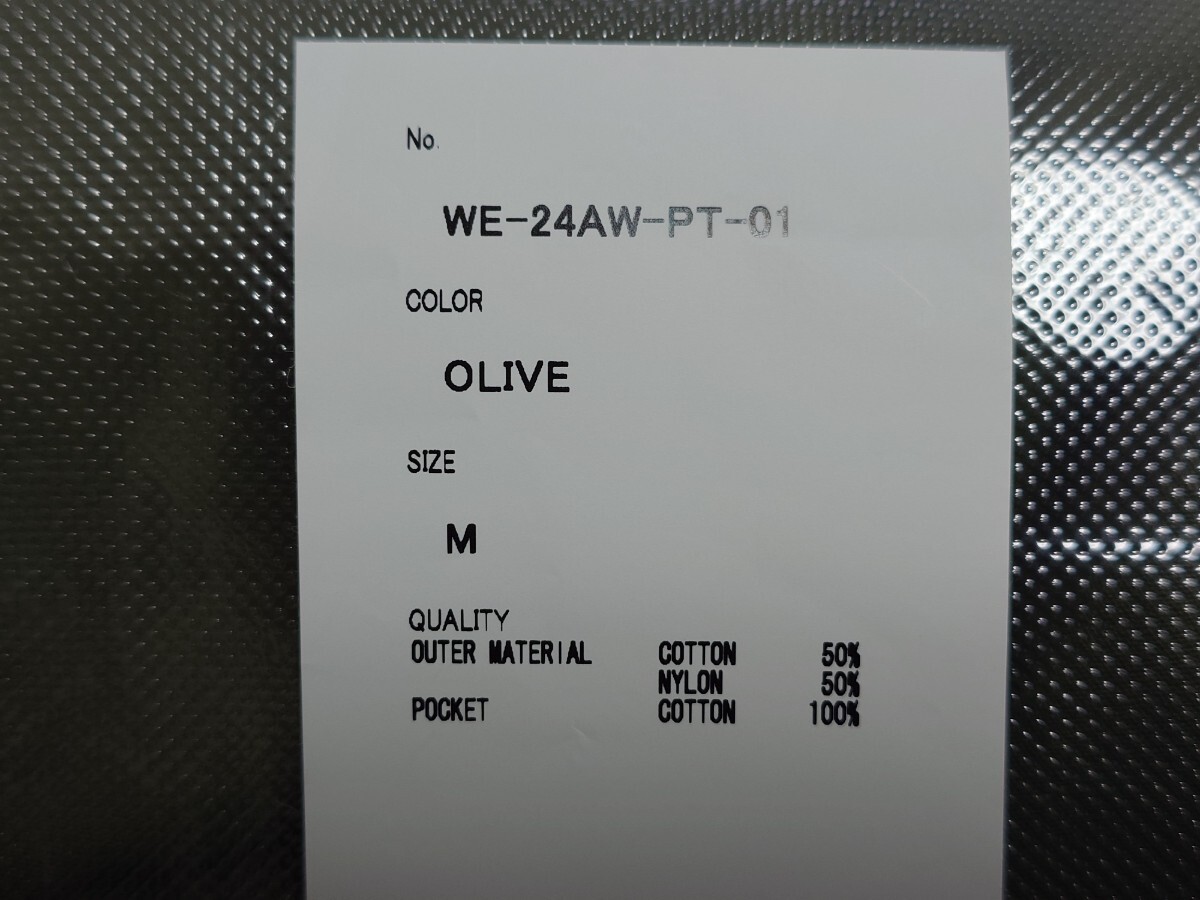 No.
WE-24AW-PT-01
COLOR
OLIVE
SIZE
M
QUALITY
OUTER MATERIAL COTTON 50%
NYLON 50%
POCKET COTTON 100%